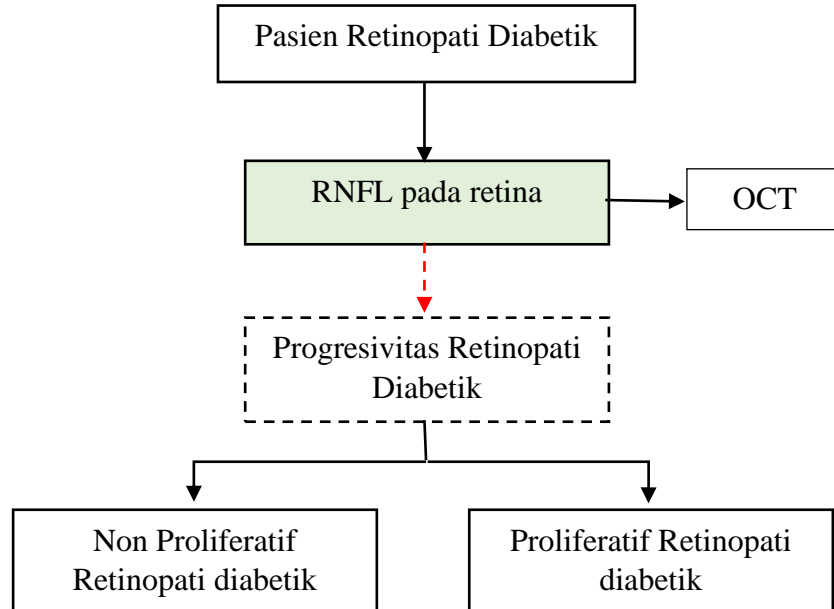 Pasien Retinopati Diabetik
RNFL pada retina
OCT
Progresivitas Retinopati
Diabetik
Non Proliferatif
Retinopati diabetik
Proliferatif Retinopati
diabetik